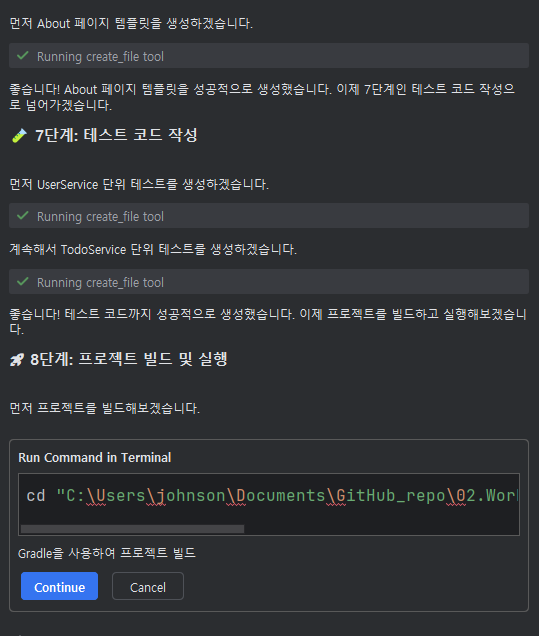 먼저 About 페이지 템플릿을 생성하겠습니다.
Running create_file tool
좋습니다! About 페이지 템플릿을 성공적으로 생성했습니다. 이제 7단계인 테스트 코드 작성으
로 넘어가겠습니다.
7단계: 테스트 코드 작성
먼저 UserService 단위 테스트를 생성하겠습니다.
Running create_file tool
계속해서 TodoService 단위 테스트를 생성하겠습니다.
Running create_file tool
좋습니다! 테스트 코드까지 성공적으로 생성했습니다. 이제 프로젝트를 빌드하고 실행해보겠습니
다.
🚀 8단계: 프로젝트 빌드 및 실행
먼저 프로젝트를 빌드해보겠습니다.
Run Command in Terminal
cd "C:\Users\johnson\Documents\GitHub_repo\02.Wor
Gradle을 사용하여 프로젝트 빌드
Continue Cancel